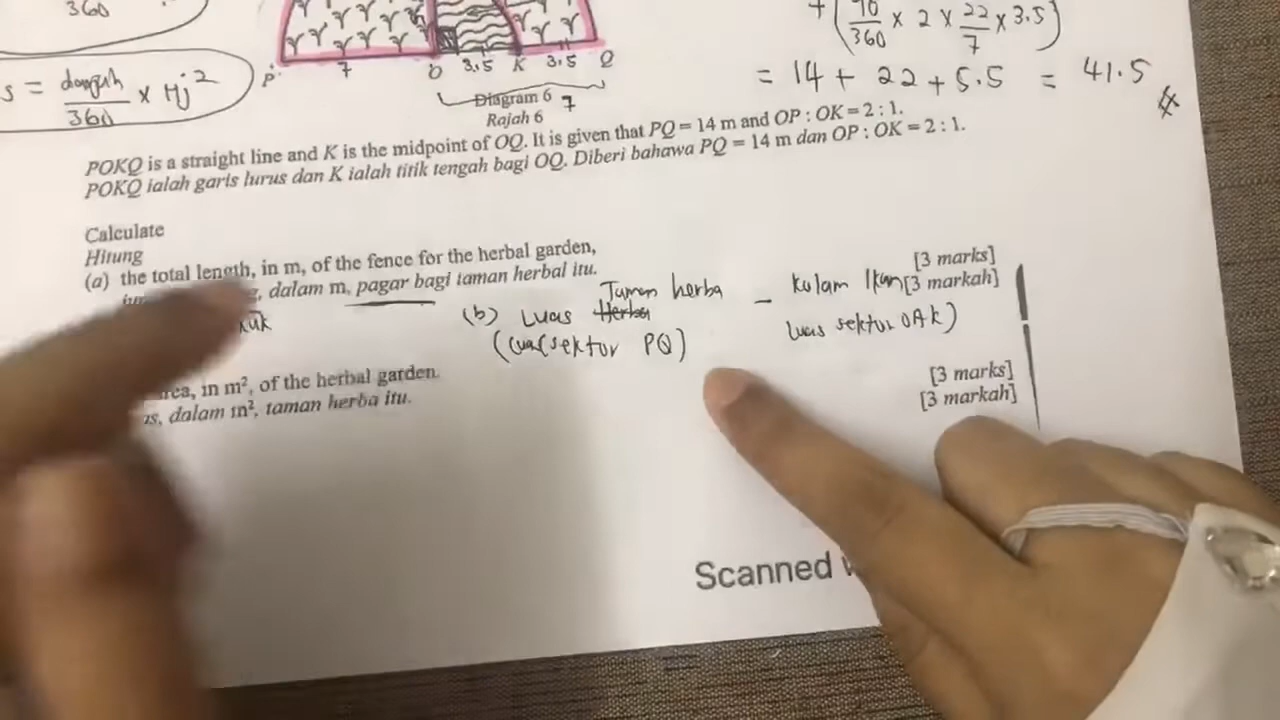 360
S = darjah/360 × πj²
P 7 O 3.5 K 3.5 Q
7
Diagram 6
Rajah 6
+ (90/360 × 2 × 22/7 × 3.5)
= 14 + 22 + 5.5 = 41.5
POKQ is a straight line and K is the midpoint of OQ. It is given that PQ = 14 m and OP : OK = 2 : 1.
POKQ ialah garis lurus dan K ialah titik tengah bagi OQ. Diberi bahawa PQ = 14 m dan OP : OK = 2 : 1.
Calculate
Hitung
(a) the total length, in m, of the fence for the herbal garden,
dalam m, pagar bagi taman herbal itu.
[3 marks]
[3 markah]
(b) Luas Herba Taman herba – kolam Ikan
(luas sektor PQ) luas sektor OAK)
in m², of the herbal garden.
dalam m², taman herba itu.
[3 marks]
[3 markah]
Scanned